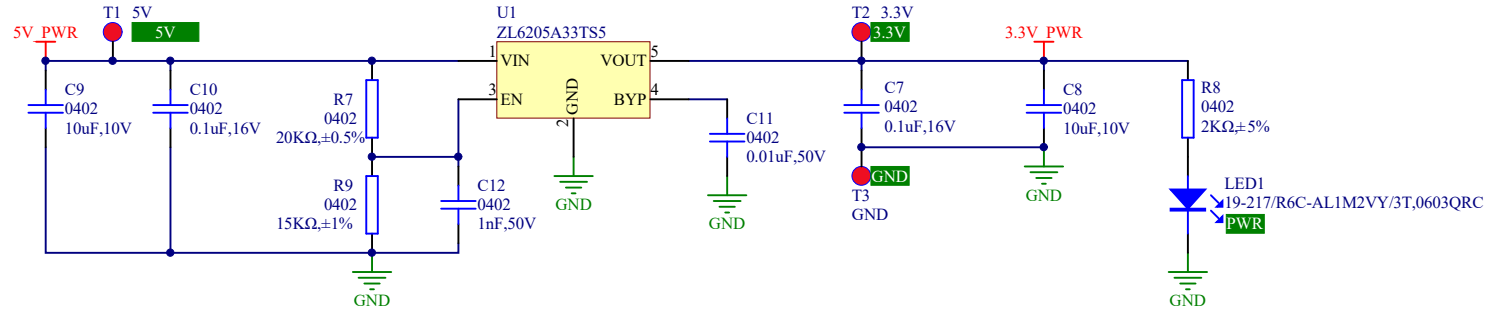 5V_PWR
T1 5V
5V
C9
0402
10uF,10V
C10
0402
0.1uF,16V
R7
0402
20KΩ,±0.5%
R9
0402
15KΩ,±1%
C12
0402
1nF,50V
GND
U1
ZL6205A33TS5
1
VIN
3
EN
2
GND
VOUT
5
BYP
4
GND
C11
0402
0.01uF,50V
GND
T2 3.3V
3.3V
C7
0402
0.1uF,16V
GND
T3
GND
3.3V_PWR
C8
0402
10uF,10V
GND
R8
0402
2KΩ,±5%
LED1
19-217/R6C-AL1M2VY/3T,0603QRC
PWR
GND